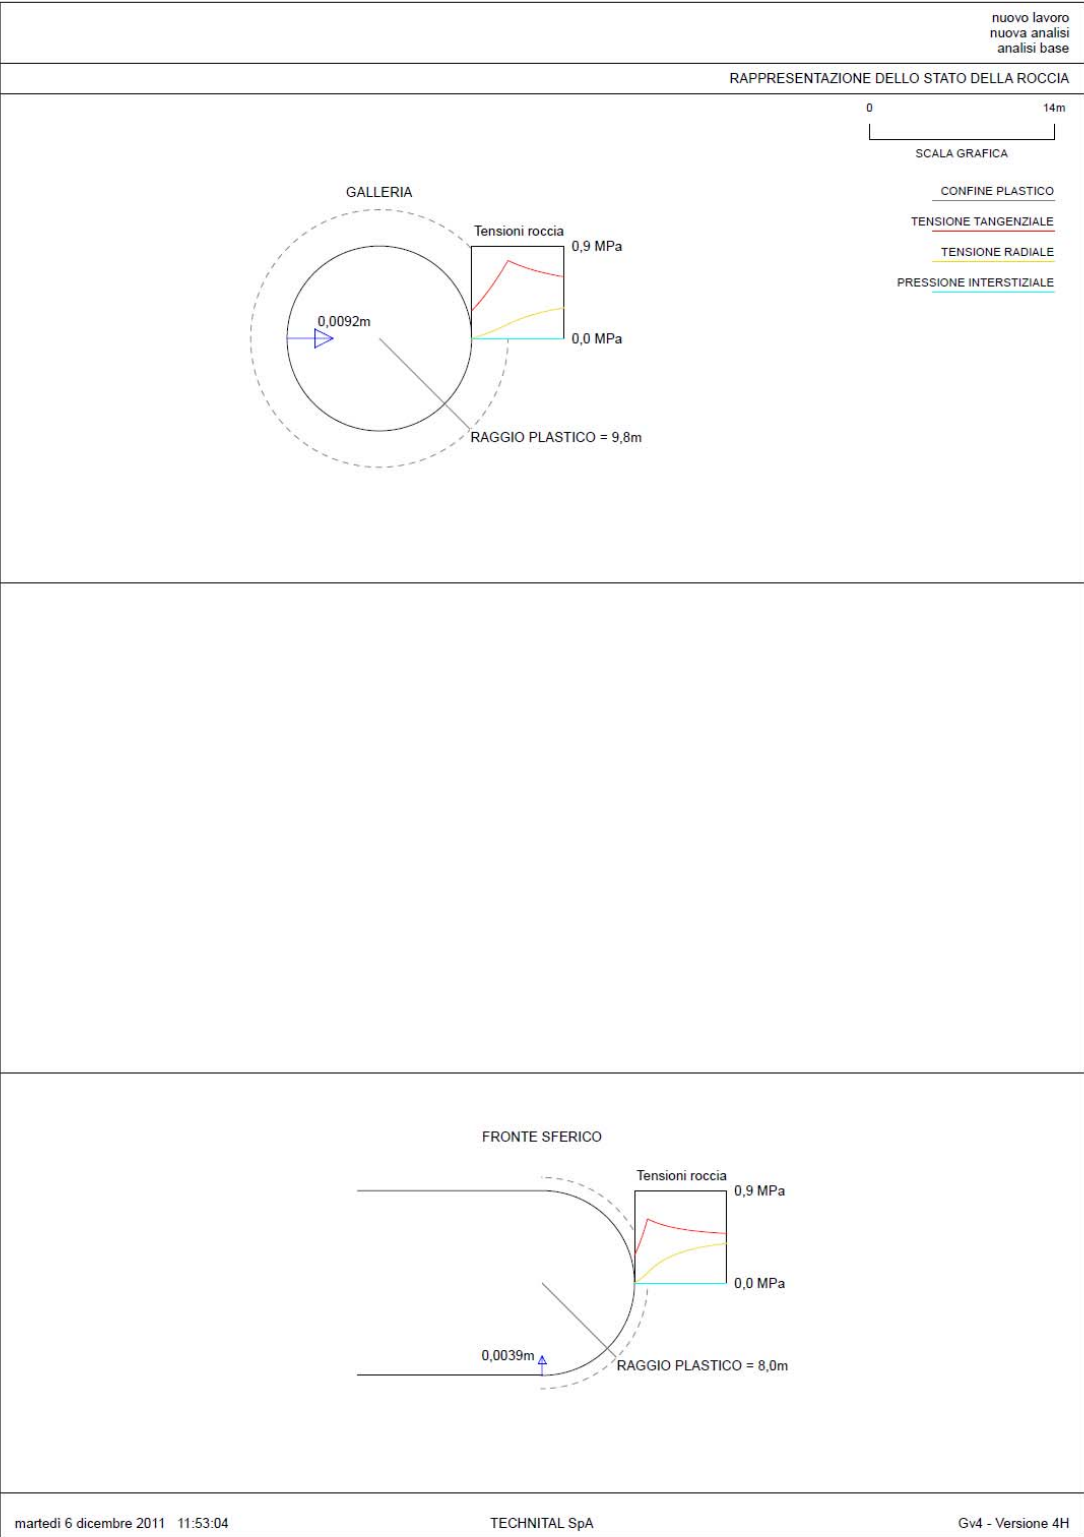 nuovo lavoro
nuova analisi
analisi base
RAPPRESENTAZIONE DELLO STATO DELLA ROCCIA
0 14m
SCALA GRAFICA
CONFINE PLASTICO
TENSIONE TANGENZIALE
TENSIONE RADIALE
PRESSIONE INTERSTIZIALE
GALLERIA
Tensioni roccia
0,9 MPa
0,0092m
0,0 MPa
RAGGIO PLASTICO = 9,8m
FRONTE SFERICO
Tensioni roccia
0,9 MPa
0,0 MPa
0,0039m
RAGGIO PLASTICO = 8,0m
martedì 6 dicembre 2011 11:53:04 TECHNITAL SpA Gv4 - Versione 4H